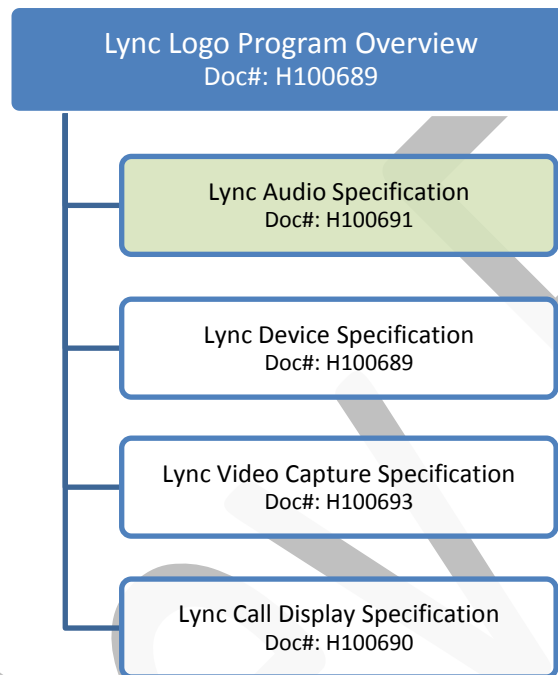 Lync Logo Program Overview
Doc#: H100689
Lync Audio Specification
Doc#: H100691
Lync Device Specification
Doc#: H100689
Lync Video Capture Specification
Doc#: H100693
Lync Call Display Specification
Doc#: H100690